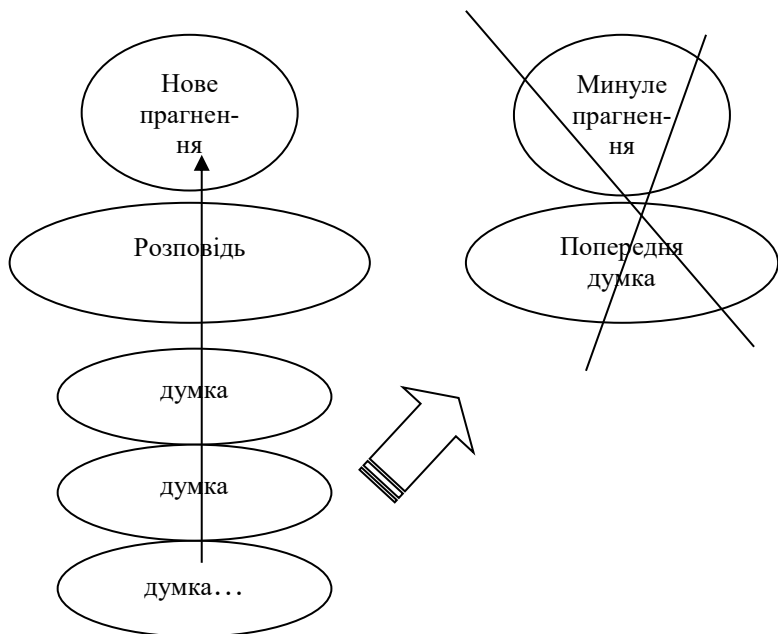 Нове
прагнен-
ня
Розповідь
думка
думка
думка...
Минуле
прагнен-
ня
Попередня
думка